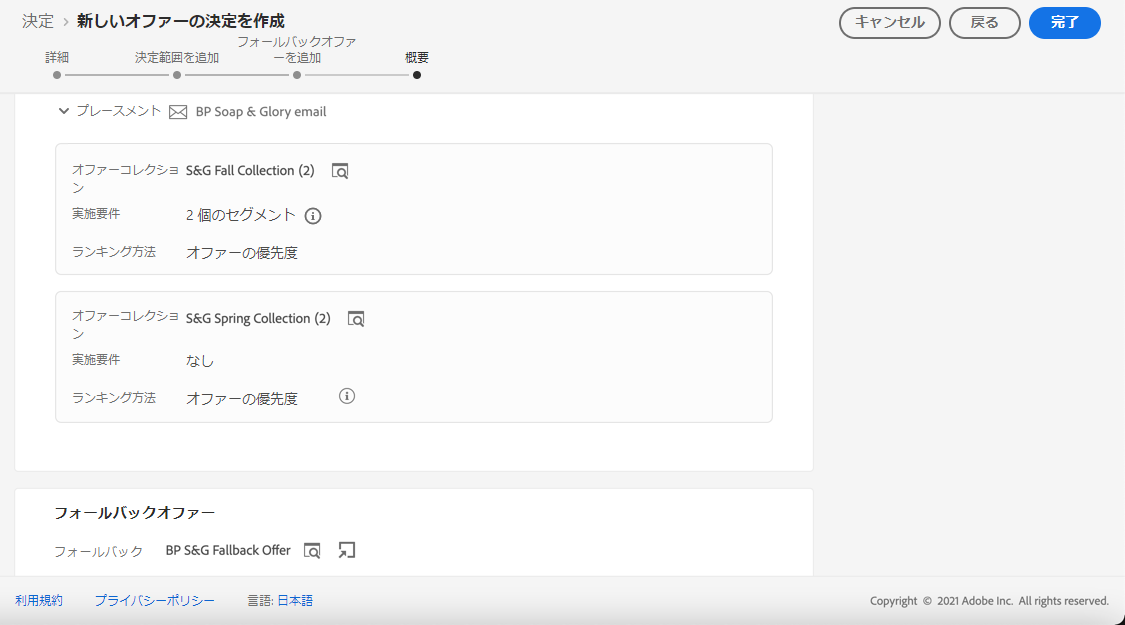 決定 > 新しいオファーの決定を作成
キャンセル
戻る
完了
詳細
決定範囲を追加
フォールバックオファ
ーを追加
概要
プレースメント BP Soap & Glory email
オファーコレクショ
ン
S&G Fall Collection (2)
実施要件 2 個のセグメント
ランキング方法 オファーの優先度
オファーコレクショ
ン
S&G Spring Collection (2)
実施要件 なし
ランキング方法 オファーの優先度
フォールバックオファー
フォールバック BP S&G Fallback Offer
利用規約 プライバシーポリシー 言語: 日本語
Copyright © 2021 Adobe Inc. All rights reserved.